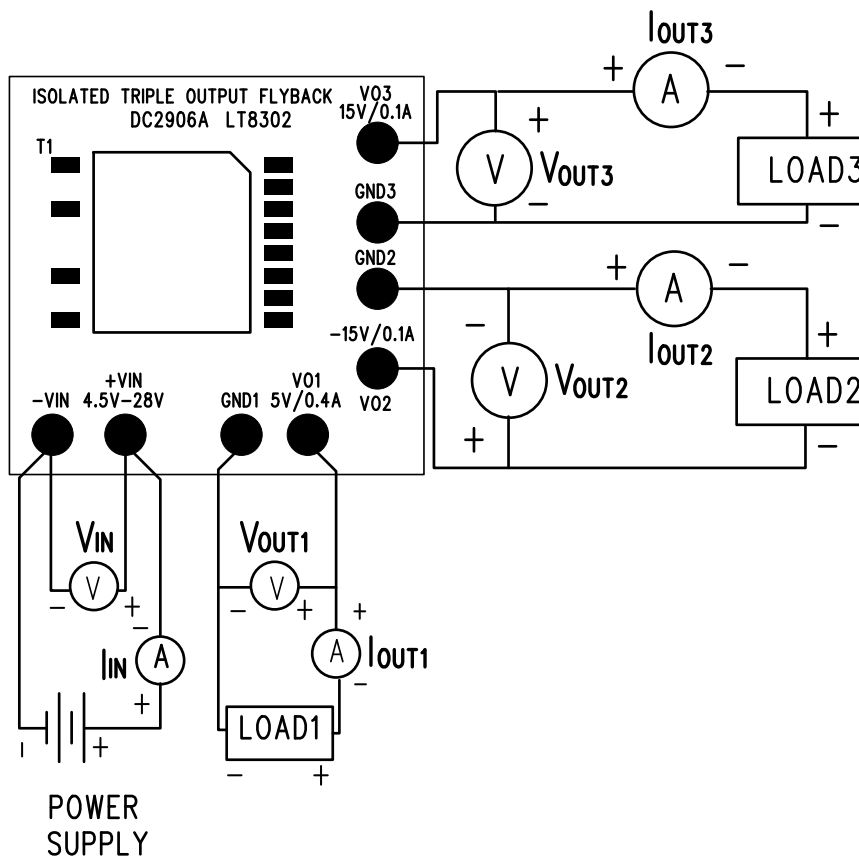 IOUT3
+ A −
ISOLATED TRIPLE OUTPUT FLYBACK
DC2906A LT8302
VO3
15V/0.1A
T1
+
V VOUT3
−
+
LOAD3
−
GND3
GND2
+ A −
IOUT2
−15V/0.1A
VO2
−
V VOUT2
+
+
LOAD2
−
−VIN
+VIN
4.5V−28V
GND1
VO1
5V/0.4A
VIN
− V +
−
IIN A
+
− +
POWER
SUPPLY
VOUT1
− V +
+
A IOUT1
−
LOAD1
− +